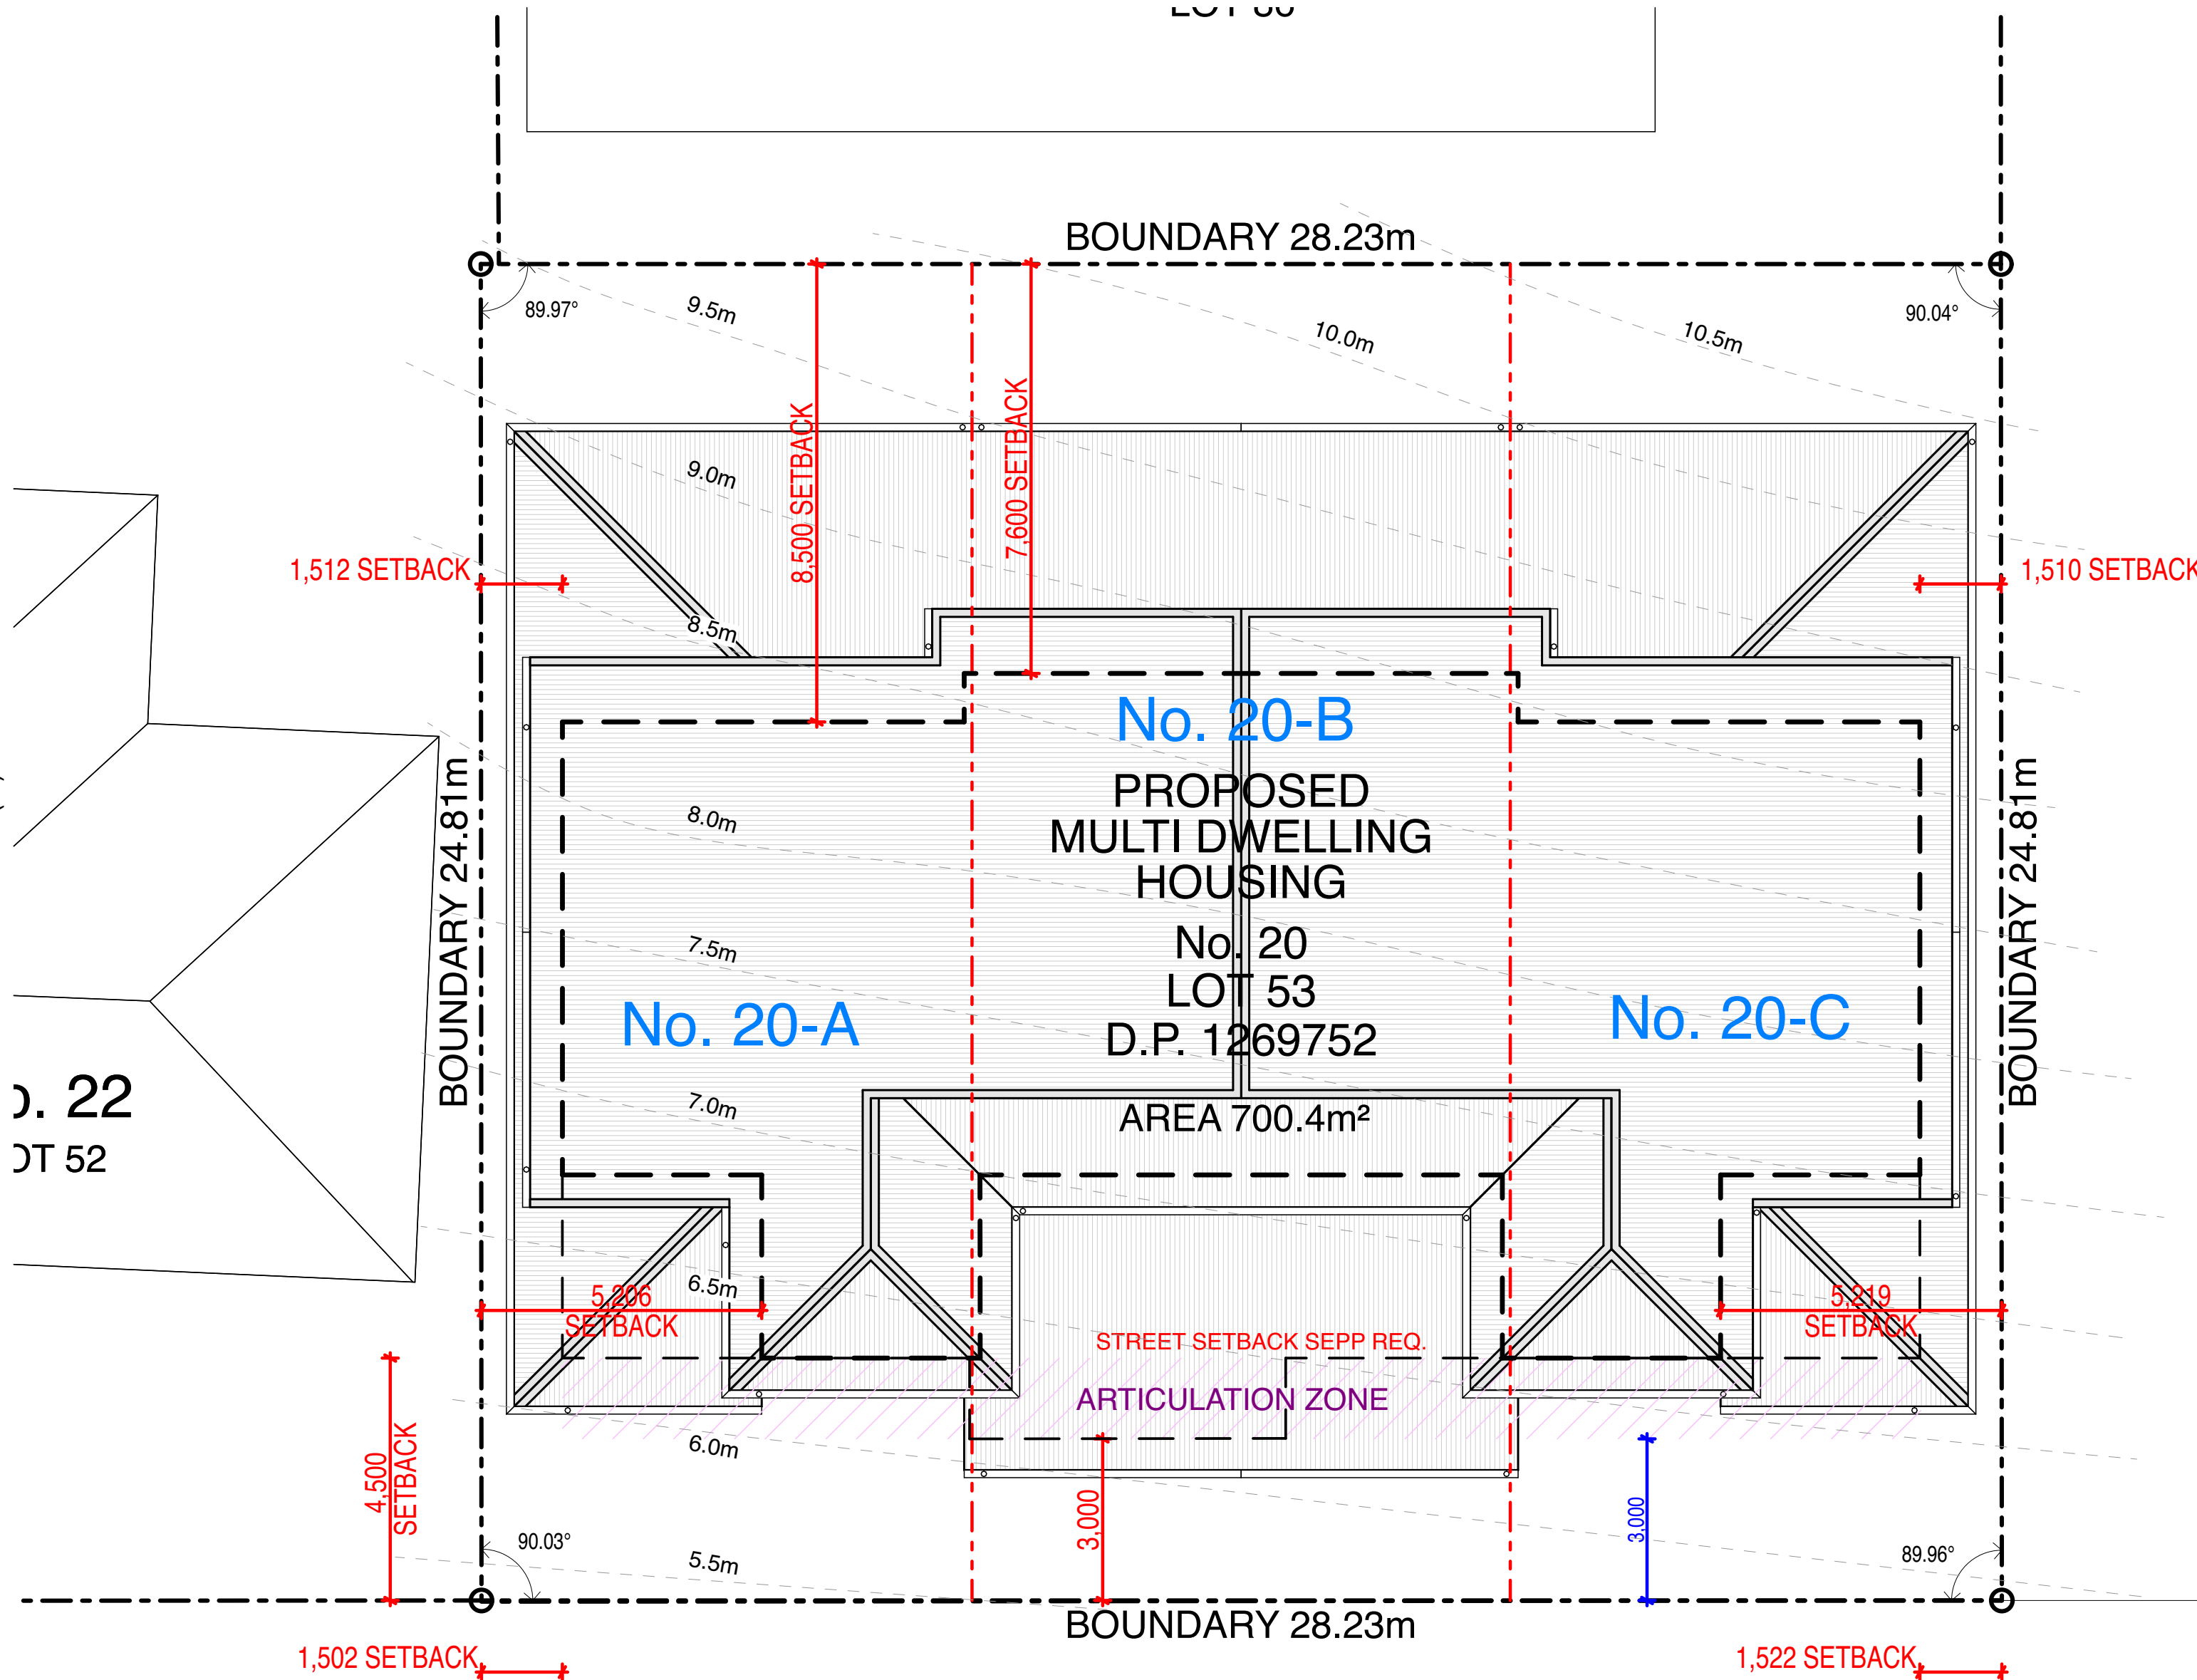 BOUNDARY 28.23m
89.97°
9.5m
10.0m
10.5m
90.04°
8,500 SETBACK
7,600 SETBACK
9.0m
1,512 SETBACK
1,510 SETBACK
8.5m
No. 20-B
PROPOSED
MULTI DWELLING
HOUSING
No. 20
LOT 53
D.P. 1269752
BOUNDARY 24.81m
BOUNDARY 24.81m
8.0m
7.5m
No. 20-A
No. 20-C
7.0m
AREA 700.4m²
22
52
6.5m
5,206
SETBACK
5,219
SETBACK
STREET SETBACK SEPP REQ.
ARTICULATION ZONE
6.0m
4,500
SETBACK
3,000
3,000
90.03°
5.5m
89.96°
BOUNDARY 28.23m
1,502 SETBACK
1,522 SETBACK